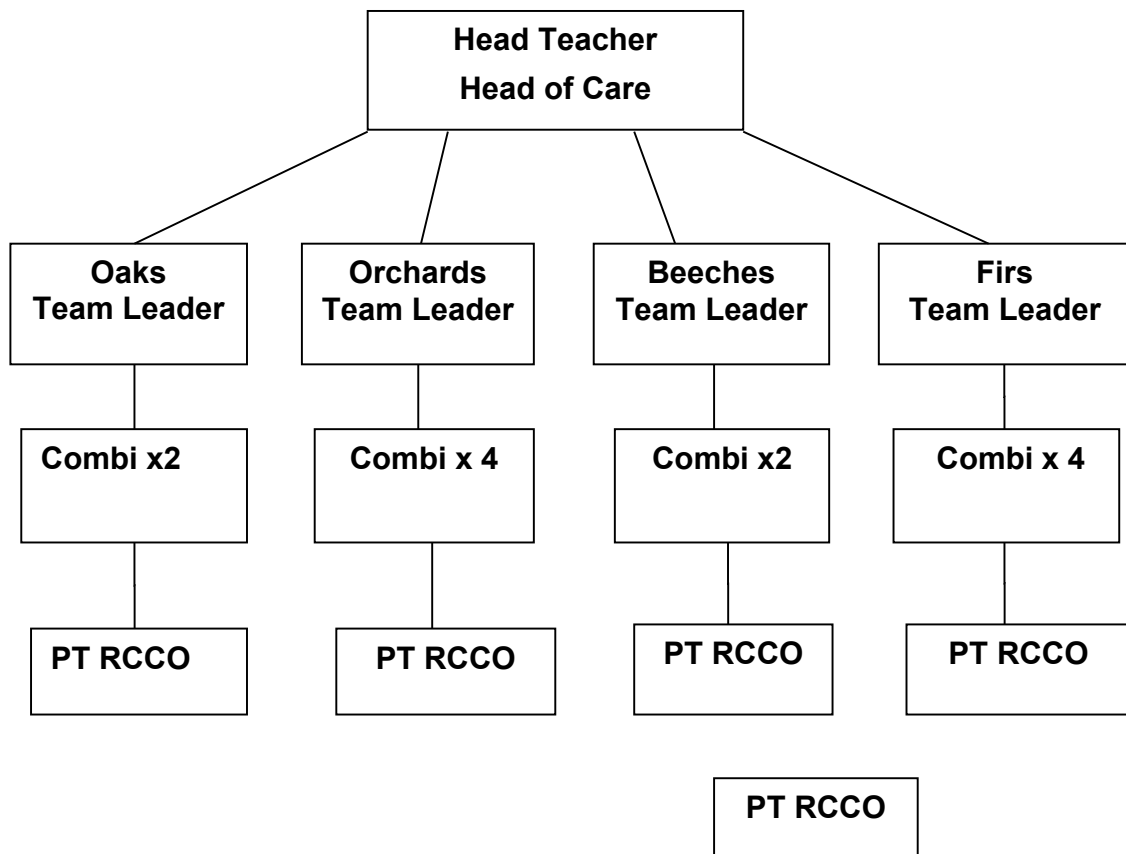 Head Teacher
Head of Care
Oaks
Team Leader
Orchards
Team Leader
Beeches
Team Leader
Firs
Team Leader
Combi x2
Combi x 4
Combi x2
Combi x 4
PT RCCO
PT RCCO
PT RCCO
PT RCCO
PT RCCO